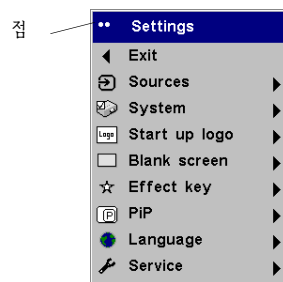 점
Settings
Exit
Sources
System
Logo Start up logo
Blank screen
Effect key
P PiP
Language
Service